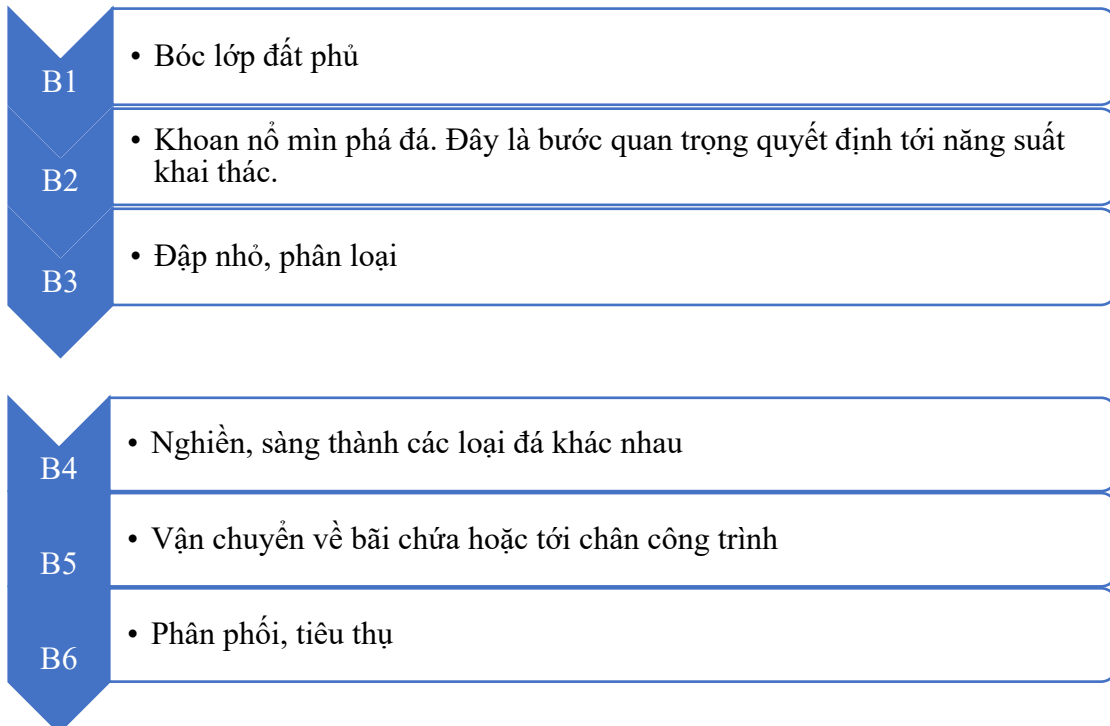 B1
• Bóc lớp đất phủ
B2
• Khoan nổ mìn phá đá. Đây là bước quan trọng quyết định tới năng suất
khai thác.
B3
• Đập nhỏ, phân loại
B4
• Nghiền, sàng thành các loại đá khác nhau
B5
• Vận chuyển về bãi chứa hoặc tới chân công trình
B6
• Phân phối, tiêu thụ